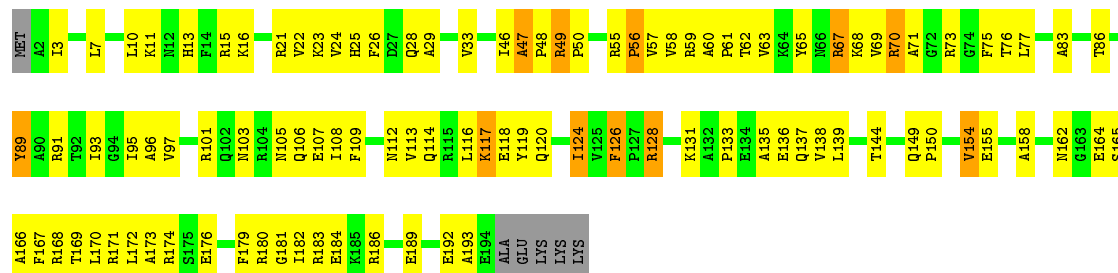 MET A2 I3 L7 L10 K11 N12 H13 F14 R15 K16 R21 V22 K23 V24 H25 F26 D27 Q28 A29 V33 I46 A47 P48 R49 P50 R55 P56 V57 V58 R59 A60 P61 T62 V63 K64 Y65 N66 R67 K68 V69 R70 A71 G72 R73 G74 F75 T76 L77 A83 T86
Y89 A90 R91 T92 I93 G94 I95 A96 V97 R101 Q102 N103 R104 N105 Q106 E107 I108 F109 N112 V113 Q114 R115 L116 K117 E118 Y119 Q120 I124 V125 F126 P127 R128 K131 A132 P133 E134 A135 E136 Q137 V138 L139 T144 Q149 P150 V154 E155 A158 N162 G163 E164 S165
A166 F167 R168 T169 L170 R171 L172 A173 R174 S175 E176 F179 R180 G181 I182 R183 E184 K185 R186 E189 E192 A193 E194 ALA GLU LYS LYS LYS